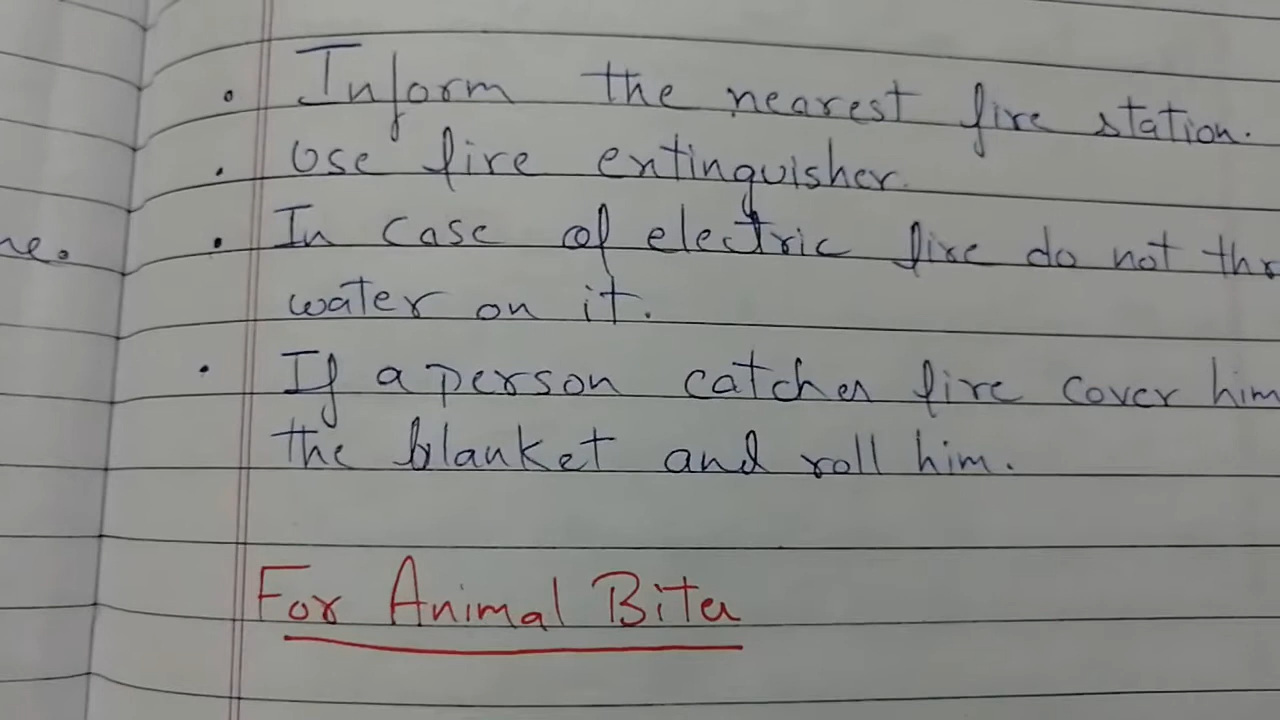 • Inform the nearest fire station.
• Use fire extinguisher.
ne. • In case of electric fire do not thr
water on it.
• If a person catches fire cover him
the blanket and roll him.
For Animal Bites